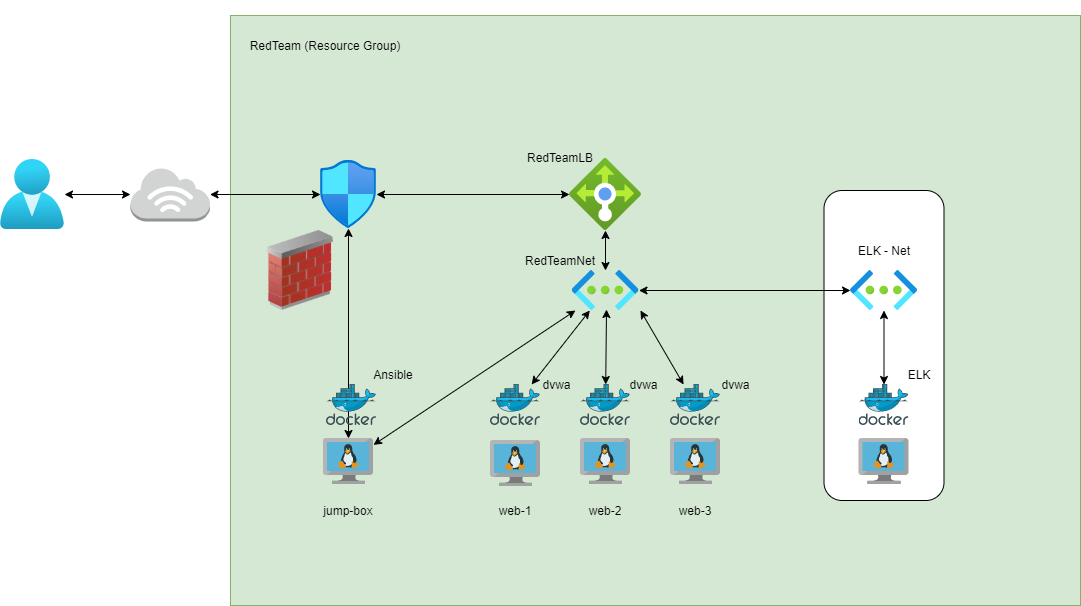 RedTeam (Resource Group)
RedTeamLB
RedTeamNet
ELK - Net
Ansible
dvwa
dvwa
dvwa
ELK
docker
docker
docker
docker
docker
jump-box
web-1
web-2
web-3